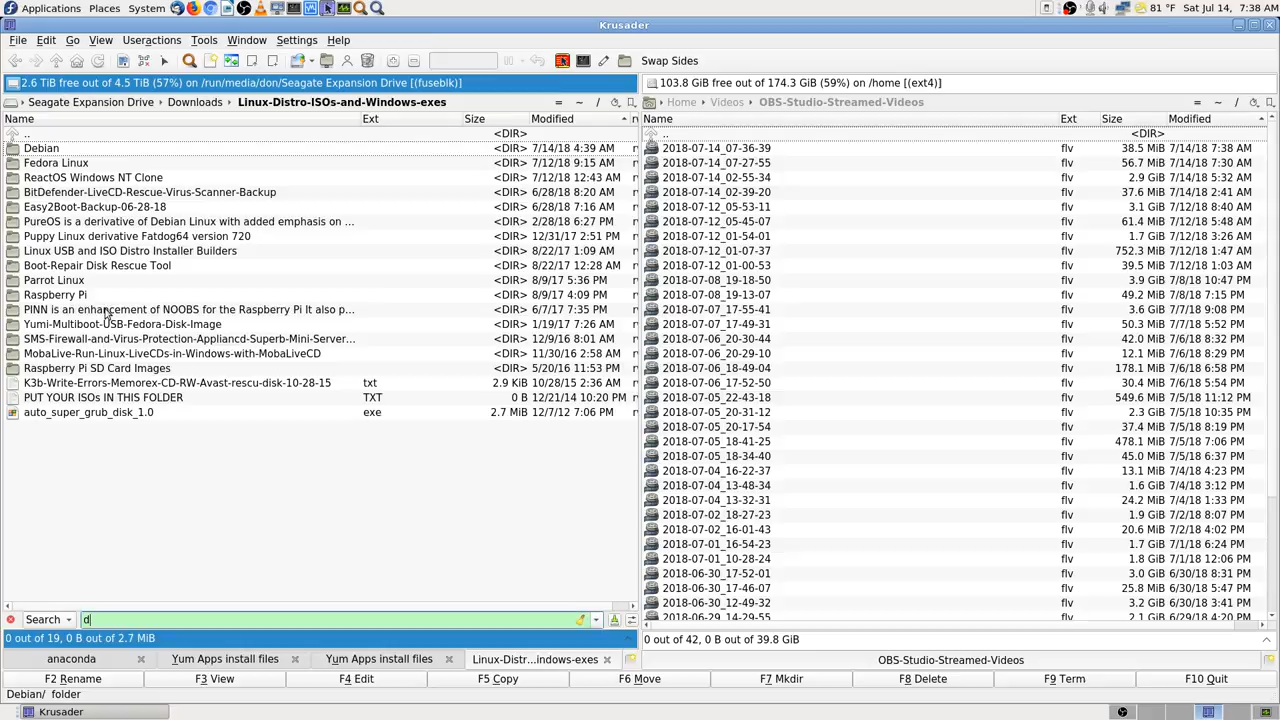 Applications Places System 81 °F Sat Jul 14, 7:38 AM
Krusader
File Edit Go View Useractions Tools Window Settings Help
Swap Sides
2.6 TiB free out of 4.5 TiB (57%) on /run/media/don/Seagate Expansion Drive [(fuseblk)]
103.8 GiB free out of 174.3 GiB (59%) on /home [(ext4)]
Seagate Expansion Drive > Downloads > Linux-Distro-ISOs-and-Windows-exes = ~ /
Home > Videos > OBS-Studio-Streamed-Videos = ~ /
Name Ext Size Modified
Name Ext Size Modified
.. <DIR>
Debian <DIR> 7/14/18 4:39 AM
Fedora Linux <DIR> 7/12/18 9:15 AM
ReactOS Windows NT Clone <DIR> 7/12/18 12:43 AM
BitDefender-LiveCD-Rescue-Virus-Scanner-Backup <DIR> 6/28/18 8:20 AM
Easy2Boot-Backup-06-28-18 <DIR> 6/28/18 7:16 AM
PureOS is a derivative of Debian Linux with added emphasis on ... <DIR> 2/28/18 6:27 PM
Puppy Linux derivative Fatdog64 version 720 <DIR> 12/31/17 2:51 PM
Linux USB and ISO Distro Installer Builders <DIR> 8/22/17 1:09 AM
Boot-Repair Disk Rescue Tool <DIR> 8/22/17 12:28 AM
Parrot Linux <DIR> 8/9/17 5:36 PM
Raspberry Pi <DIR> 8/9/17 4:09 PM
PINN is an enhancement of NOOBS for the Raspberry Pi It also p... <DIR> 6/7/17 7:35 PM
Yumi-Multiboot-USB-Fedora-Disk-Image <DIR> 1/19/17 7:26 AM
SMS-Firewall-and-Virus-Protection-Appliancd-Superb-Mini-Server... <DIR> 12/9/16 8:01 AM
MobaLive-Run-Linux-LiveCDs-in-Windows-with-MobaLiveCD <DIR> 11/30/16 2:58 AM
Raspberry Pi SD Card Images <DIR> 5/20/16 11:53 PM
K3b-Write-Errors-Memorex-CD-RW-Avast-rescu-disk-10-28-15 txt 2.9 KiB 10/28/15 2:36 AM
PUT YOUR ISOs IN THIS FOLDER TXT 0 B 12/21/14 10:20 PM
auto_super_grub_disk_1.0 exe 2.7 MiB 12/7/12 7:06 PM
.. <DIR>
2018-07-14_07-36-39 flv 38.5 MiB 7/14/18 7:38 AM
2018-07-14_07-27-55 flv 56.7 MiB 7/14/18 7:30 AM
2018-07-14_02-55-34 flv 2.9 GiB 7/14/18 5:32 AM
2018-07-14_02-39-20 flv 37.6 MiB 7/14/18 2:41 AM
2018-07-12_05-53-11 flv 3.1 GiB 7/12/18 8:40 AM
2018-07-12_05-45-07 flv 61.4 MiB 7/12/18 5:48 AM
2018-07-12_01-54-01 flv 1.7 GiB 7/12/18 3:26 AM
2018-07-12_01-07-37 flv 752.3 MiB 7/12/18 1:47 AM
2018-07-12_01-00-53 flv 39.5 MiB 7/12/18 1:03 AM
2018-07-08_19-18-50 flv 3.9 GiB 7/8/18 10:47 PM
2018-07-08_19-13-07 flv 49.2 MiB 7/8/18 7:15 PM
2018-07-07_17-55-41 flv 3.6 GiB 7/7/18 9:08 PM
2018-07-07_17-49-31 flv 50.3 MiB 7/7/18 5:52 PM
2018-07-06_20-30-44 flv 42.0 MiB 7/6/18 8:32 PM
2018-07-06_20-29-10 flv 12.1 MiB 7/6/18 8:29 PM
2018-07-06_18-49-04 flv 178.1 MiB 7/6/18 6:58 PM
2018-07-06_17-52-50 flv 30.4 MiB 7/6/18 5:54 PM
2018-07-05_22-43-18 flv 549.6 MiB 7/5/18 11:12 PM
2018-07-05_20-31-12 flv 2.3 GiB 7/5/18 10:35 PM
2018-07-05_20-17-54 flv 37.4 MiB 7/5/18 8:19 PM
2018-07-05_18-41-25 flv 478.1 MiB 7/5/18 7:06 PM
2018-07-05_18-34-40 flv 45.0 MiB 7/5/18 6:37 PM
2018-07-04_16-22-37 flv 13.1 MiB 7/4/18 4:23 PM
2018-07-04_13-48-34 flv 1.6 GiB 7/4/18 3:12 PM
2018-07-04_13-32-31 flv 24.2 MiB 7/4/18 1:33 PM
2018-07-02_18-27-23 flv 1.9 GiB 7/2/18 8:07 PM
2018-07-02_16-01-43 flv 20.6 MiB 7/2/18 4:02 PM
2018-07-01_16-54-23 flv 1.7 GiB 7/1/18 6:24 PM
2018-07-01_10-28-24 flv 1.8 GiB 7/1/18 12:06 PM
2018-06-30_17-52-01 flv 3.0 GiB 6/30/18 8:31 PM
2018-06-30_17-46-07 flv 25.8 MiB 6/30/18 5:47 PM
2018-06-30_12-49-32 flv 3.2 GiB 6/30/18 3:41 PM
2018-06-29_14-29-55 flv 2.1 GiB 6/29/18 4:20 PM
Search d
0 out of 19, 0 B out of 2.7 MiB
0 out of 42, 0 B out of 39.8 GiB
anaconda Yum Apps install files Yum Apps install files Linux-Distr...indows-exes
OBS-Studio-Streamed-Videos
F2 Rename F3 View F4 Edit F5 Copy F6 Move F7 Mkdir F8 Delete F9 Term F10 Quit
Debian/ folder
Krusader